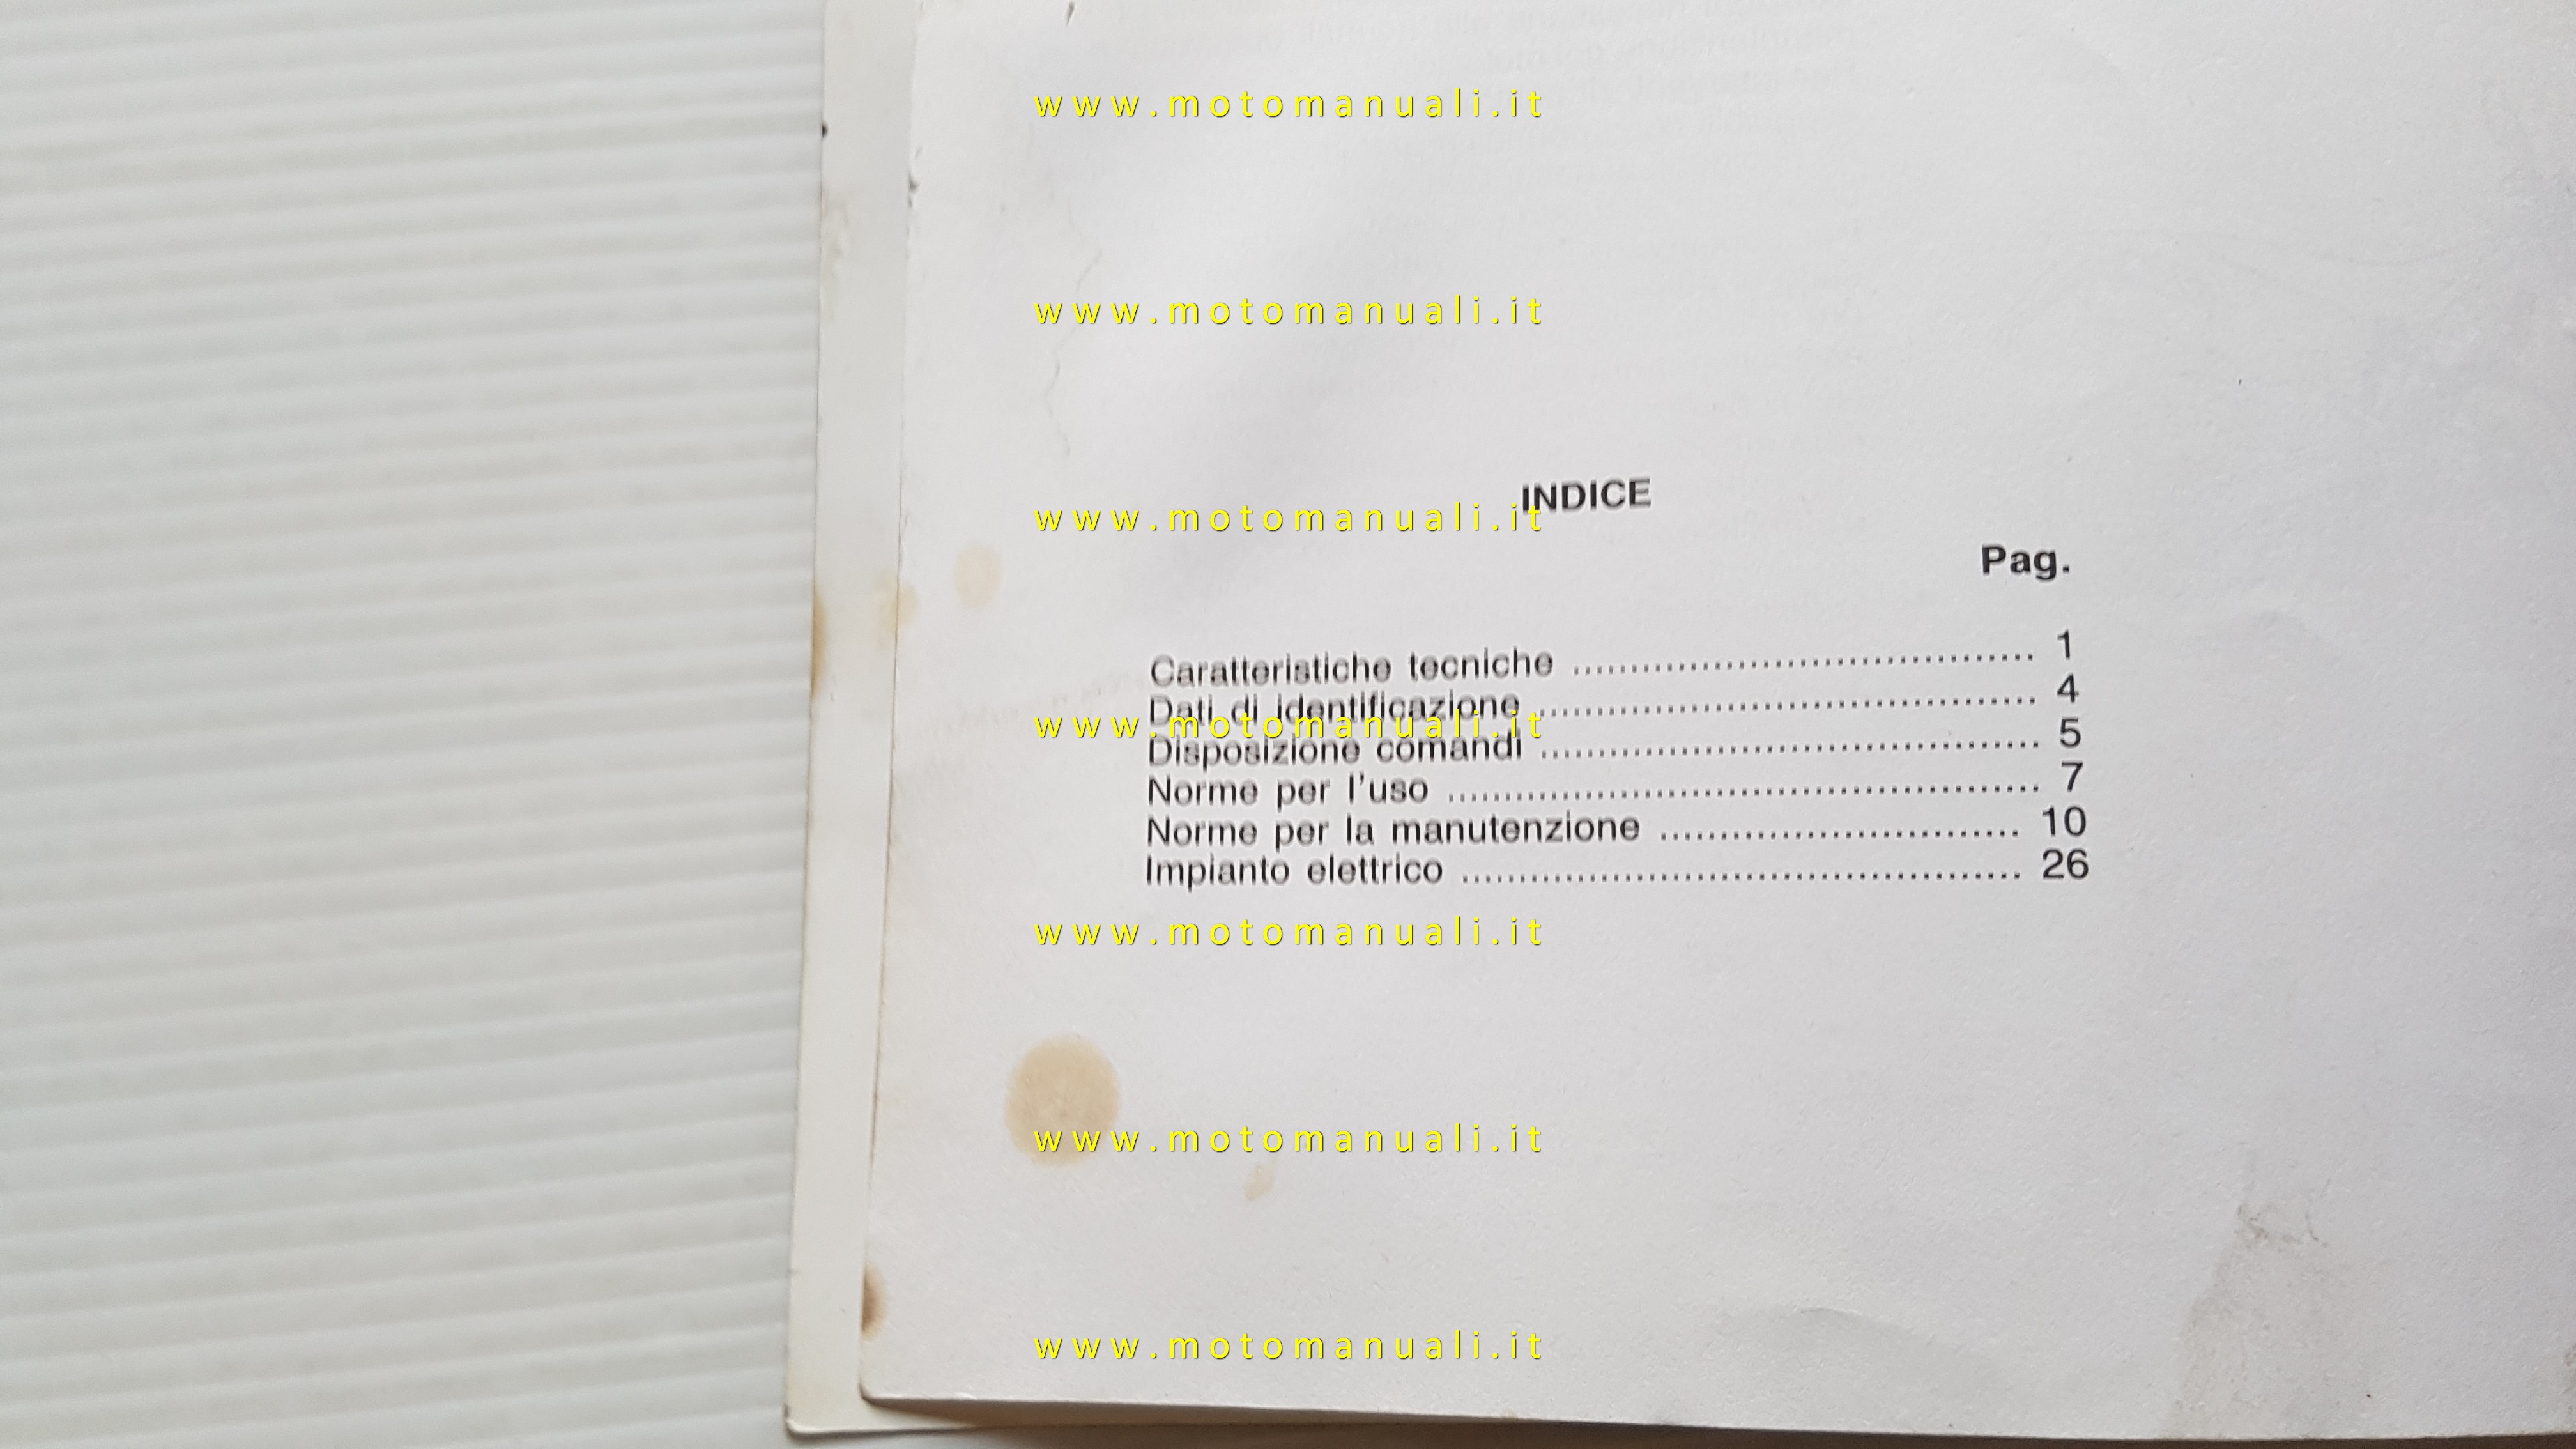 www.motomanuali.it
www.motomanuali.it
INDICE
www.motomanuali.it
Pag.
Caratteristiche tecniche ........................................ 1
Dati di identificazione ............................................ 4
www.motomanuali.it
Disposizione comandi ............................................ 5
Norme per l'uso .................................................... 7
Norme per la manutenzione ............................... 10
Impianto elettrico ................................................. 26
www.motomanuali.it
www.motomanuali.it
www.motomanuali.it